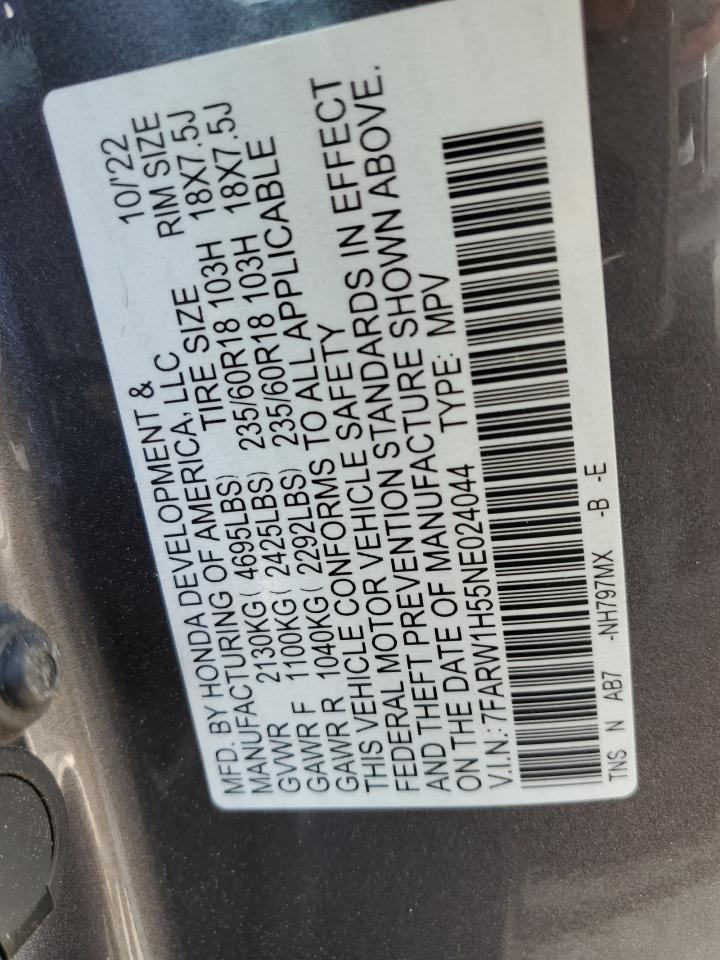 MFD. BY HONDA DEVELOPMENT & 10/'22
MANUFACTURING OF AMERICA, LLC RIM SIZE
GVWR 2130KG( 4695LBS) TIRE SIZE 18X7.5J
GAWR F 1100KG( 2425LBS) 235/60R18 103H 18X7.5J
GAWR R 1040KG( 2292LBS) 235/60R18 103H
THIS VEHICLE CONFORMS TO ALL APPLICABLE
FEDERAL MOTOR VEHICLE SAFETY
AND THEFT PREVENTION STANDARDS IN EFFECT
ON THE DATE OF MANUFACTURE SHOWN ABOVE.
V.I.N.: 7FARW1H55NE024044 TYPE: MPV
TNS N AB7 -NH797MX -B -E